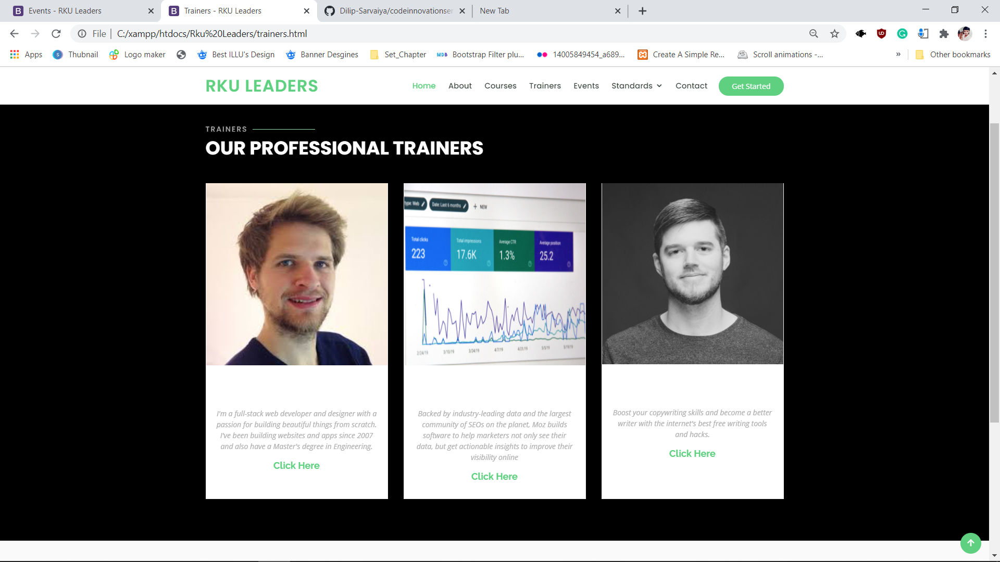 Events - RKU Leaders
Trainers - RKU Leaders
Dilip-Sarvaiya/codeinnovationser
New Tab
File
C:/xampp/htdocs/Rku%20Leaders/trainers.html
Apps
Thubnail
Logo maker
Best ILLU's Design
Banner Desgines
Set_Chapter
MDB
Bootstrap Filter plu...
14005849454_a689...
Create A Simple Re...
Scroll animations -...
»
Other bookmarks
RKU LEADERS
Home
About
Courses
Trainers
Events
Standards
Contact
Get Started
TRAINERS
OUR PROFESSIONAL TRAINERS
type: Web
Date: Last 6 months
+ NEW
Total clicks
223
Total impressions
17.6K
Average CTR
1.3%
Average position
25.2
2/24/19
3/10/19
3/24/19
4/7/19
4/21/19
5/5/19
5/19/19
I'm a full-stack web developer and designer with a
passion for building beautiful things from scratch.
I've been building websites and apps since 2007
and also have a Master's degree in Engineering.
Click Here
Backed by industry-leading data and the largest
community of SEOs on the planet, Moz builds
software to help marketers not only see their
data, but get actionable insights to improve their
visibility online
Click Here
Boost your copywriting skills and become a better
writer with the internet's best free writing tools
and hacks.
Click Here